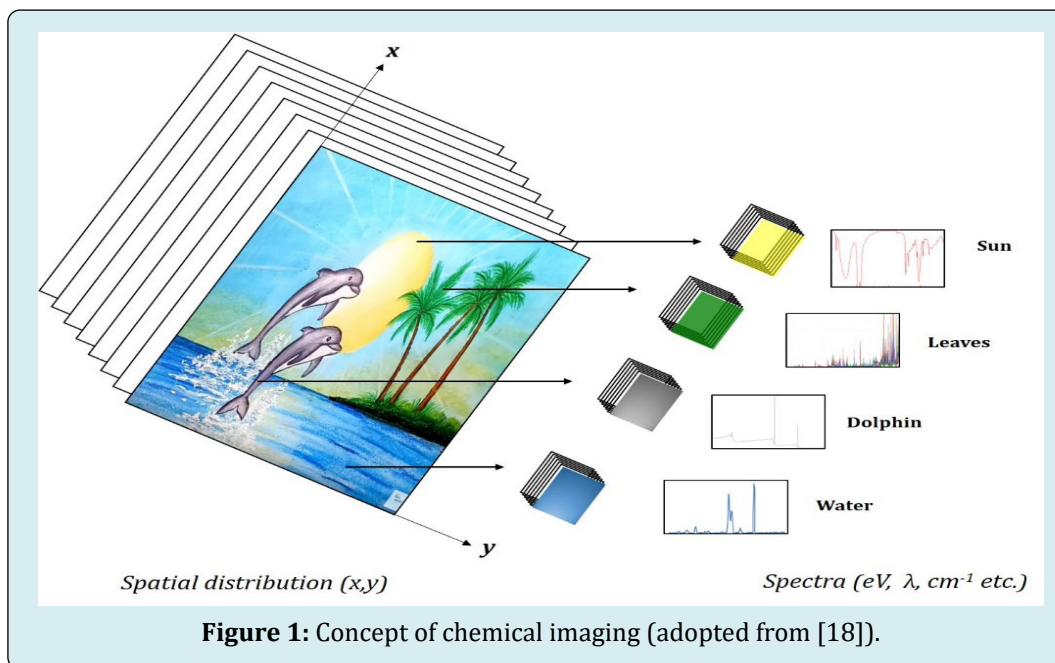 x
Sun
Leaves
Dolphin
Water
y
Spatial distribution (x,y)
Spectra (eV, λ, cm⁻¹ etc.)
Figure 1: Concept of chemical imaging (adopted from [18]).